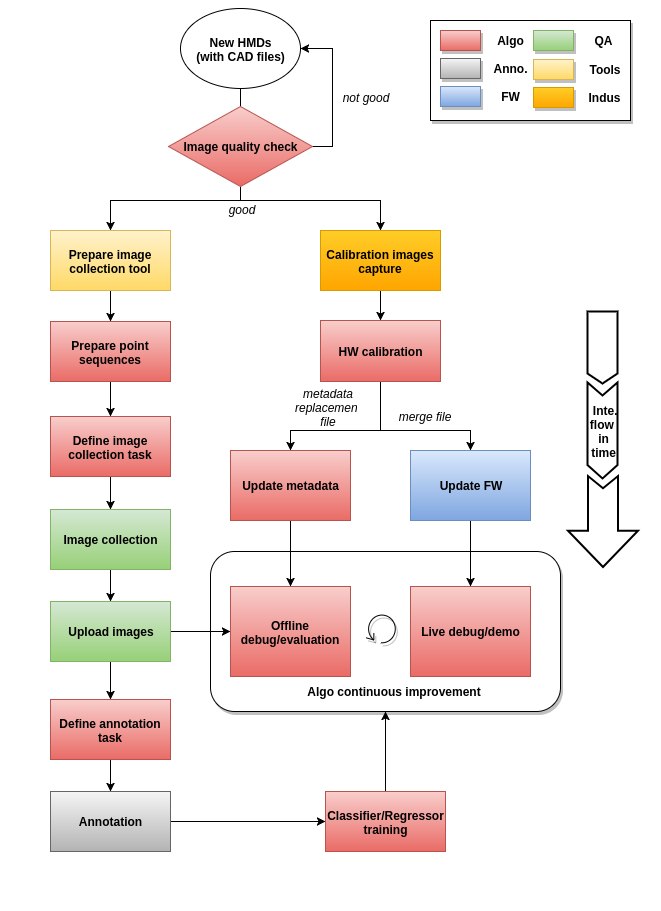 New HMDs
(with CAD files)
Algo
QA
Anno.
Tools
FW
Indus
not good
Image quality check
good
Prepare image
collection tool
Calibration images
capture
Prepare point
sequences
HW calibration
metadata
replacemen
file
merge file
Inte.
flow
in
time
Define image
collection task
Update metadata
Update FW
Image collection
Upload images
Offline
debug/evaluation
Live debug/demo
Algo continuous improvement
Define annotation
task
Annotation
Classifier/Regressor
training